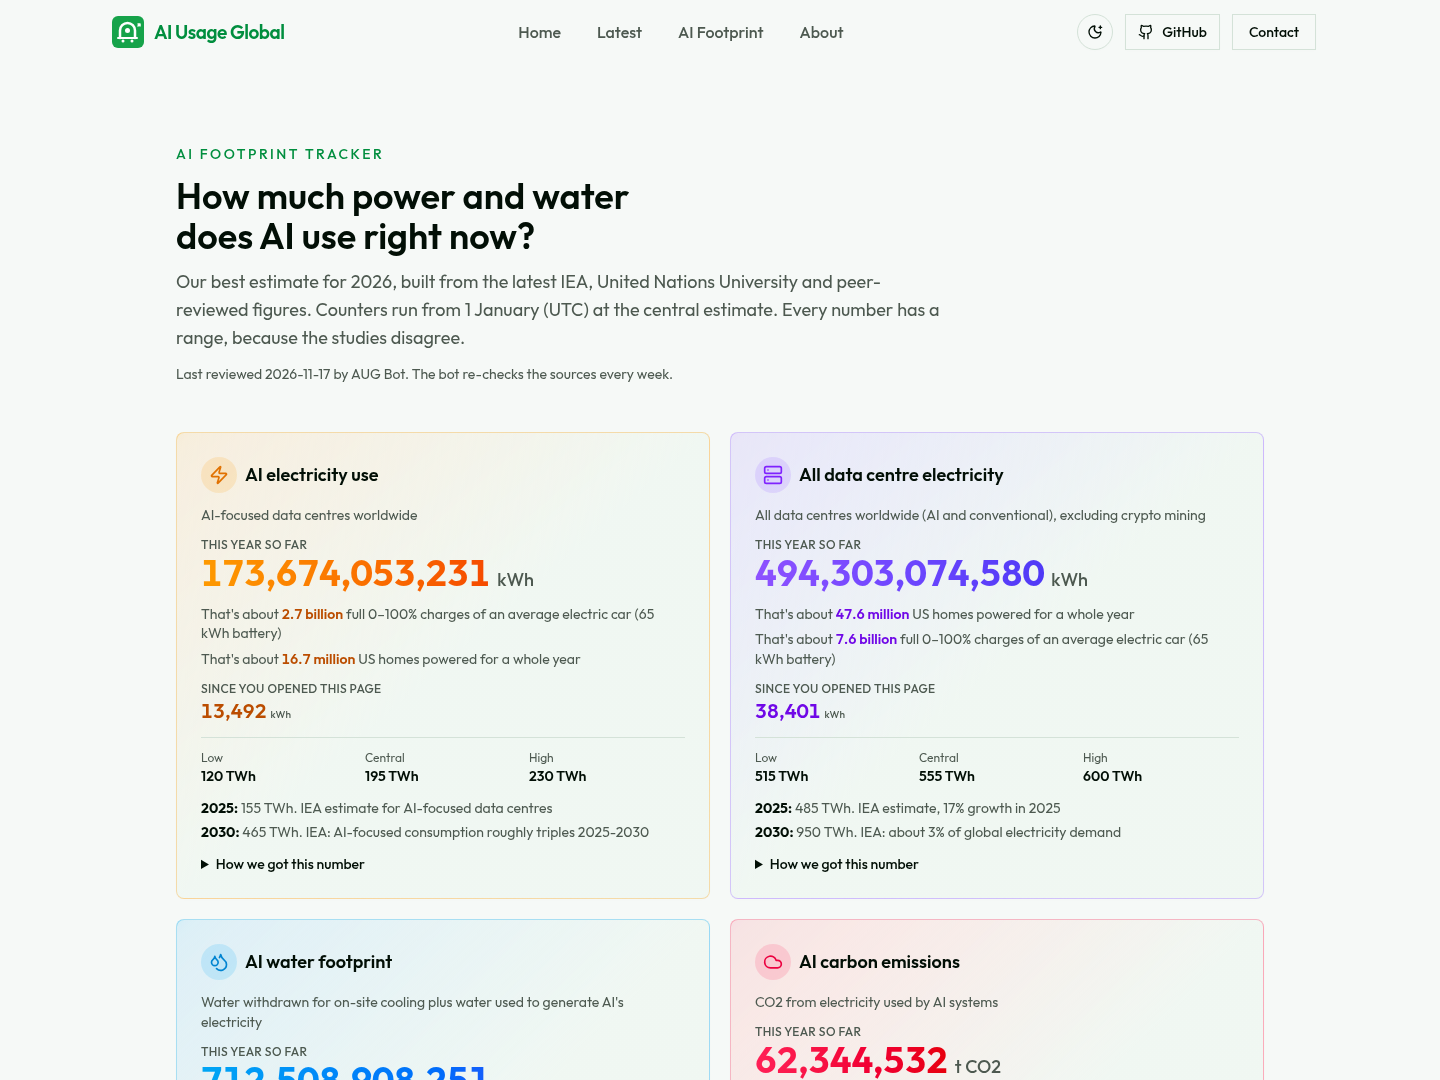 AI Usage Global
Home
Latest
AI Footprint
About
GitHub
Contact
AI FOOTPRINT TRACKER
How much power and water
does AI use right now?
Our best estimate for 2026, built from the latest IEA, United Nations University and peer-
reviewed figures. Counters run from 1 January (UTC) at the central estimate. Every number has a
range, because the studies disagree.
Last reviewed 2026-11-17 by AUG Bot. The bot re-checks the sources every week.
AI electricity use
AI-focused data centres worldwide
THIS YEAR SO FAR
173,674,053,231 kWh
That's about 2.7 billion full 0–100% charges of an average electric car (65
kWh battery)
That's about 16.7 million US homes powered for a whole year
SINCE YOU OPENED THIS PAGE
13,492 kWh
Low
Central
High
120 TWh
195 TWh
230 TWh
2025: 155 TWh. IEA estimate for AI-focused data centres
2030: 465 TWh. IEA: AI-focused consumption roughly triples 2025-2030
How we got this number
All data centre electricity
All data centres worldwide (AI and conventional), excluding crypto mining
THIS YEAR SO FAR
494,303,074,580 kWh
That's about 47.6 million US homes powered for a whole year
That's about 7.6 billion full 0–100% charges of an average electric car (65
kWh battery)
SINCE YOU OPENED THIS PAGE
38,401 kWh
Low
Central
High
515 TWh
555 TWh
600 TWh
2025: 485 TWh. IEA estimate, 17% growth in 2025
2030: 950 TWh. IEA: about 3% of global electricity demand
How we got this number
AI water footprint
Water withdrawn for on-site cooling plus water used to generate AI's
electricity
THIS YEAR SO FAR
712,508,908,251
AI carbon emissions
CO2 from electricity used by AI systems
THIS YEAR SO FAR
62,344,532 t CO2